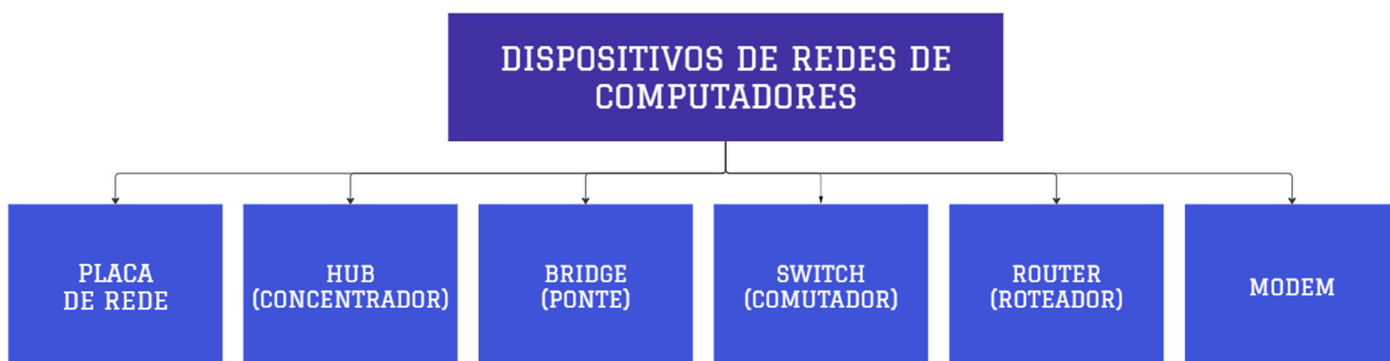 DISPOSITIVOS DE REDES DE
COMPUTADORES
PLACA
DE REDE
HUB
(CONCENTRADOR)
BRIDGE
(PONTE)
SWITCH
(COMUTADOR)
ROUTER
(ROTEADOR)
MODEM